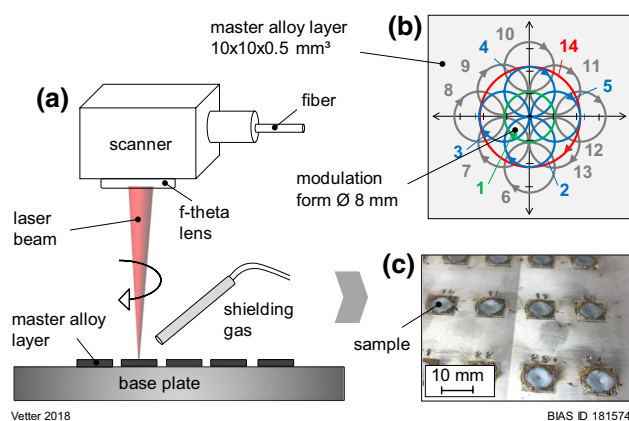 master alloy layer
10x10x0.5 mm³
(a)
scanner
fiber
f-theta
lens
laser
beam
shielding
gas
master alloy
layer
base plate
Vetter 2018
(b)
10
4
14
9
11
8
5
3
12
7
13
1
6
2
modulation
form Ø 8 mm
(c)
sample
10 mm
BIAS ID 181574